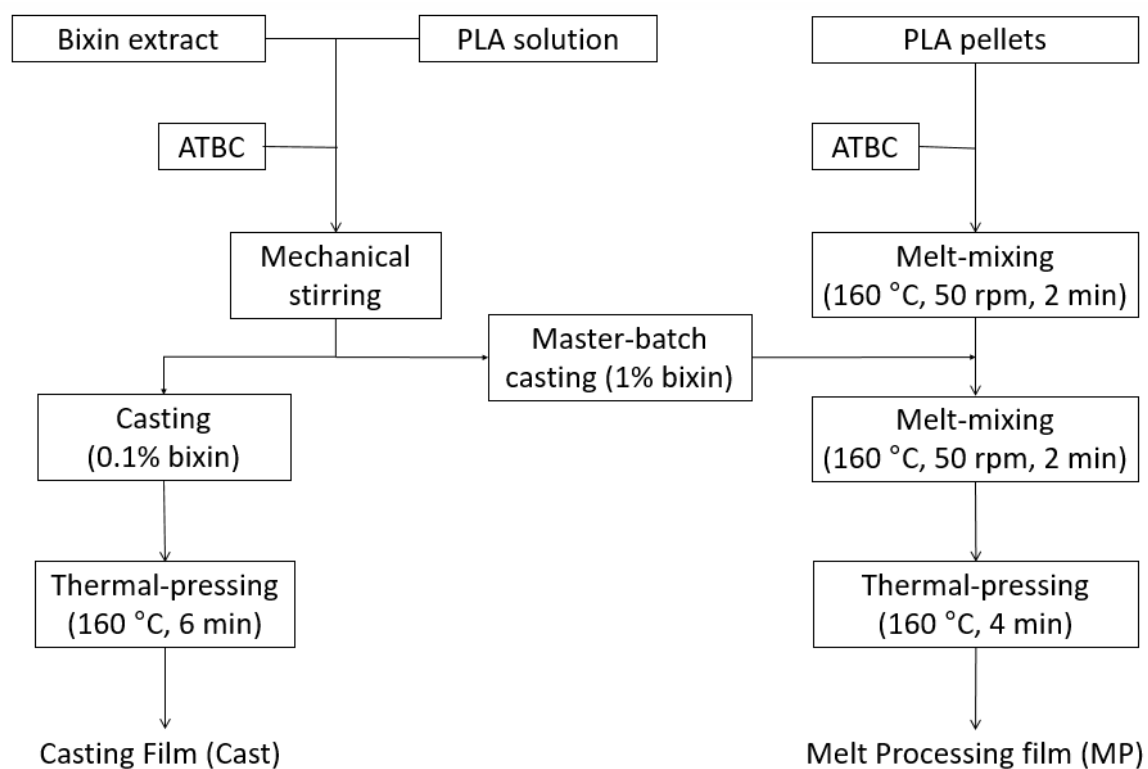 Bixin extract
PLA solution
PLA pellets
ATBC
ATBC
Mechanical
stirring
Melt-mixing
(160 °C, 50 rpm, 2 min)
Master-batch
casting (1% bixin)
Casting
(0.1% bixin)
Melt-mixing
(160 °C, 50 rpm, 2 min)
Thermal-pressing
(160 °C, 6 min)
Thermal-pressing
(160 °C, 4 min)
Casting Film (Cast)
Melt Processing film (MP)